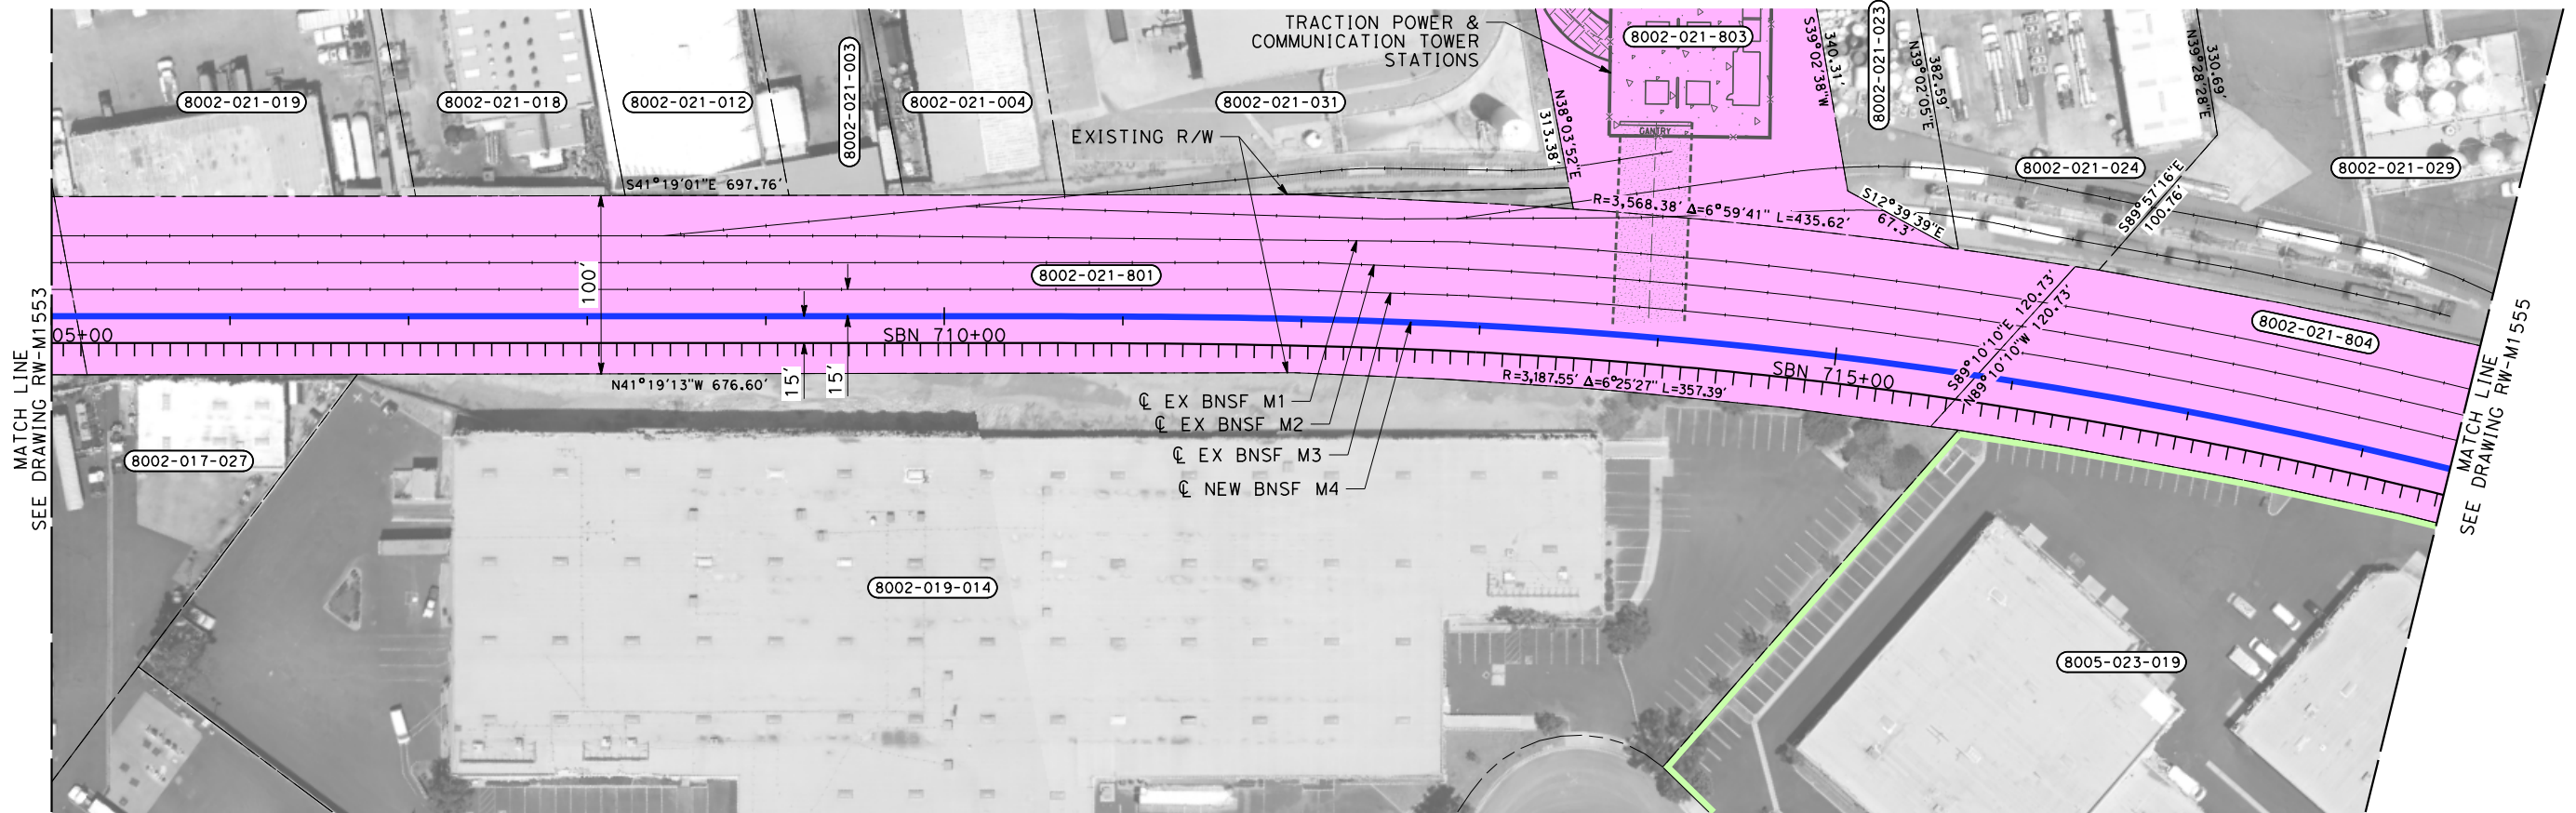 TRACTION POWER &
COMMUNICATION TOWER
STATIONS
8002-021-803
8002-021-019
8002-021-018
8002-021-012
8002-021-003
8002-021-004
8002-021-031
EXISTING R/W
GANTRY
N38°03'52"E
313.38'
S39°02'38"W
340.31'
8002-021-023
N39°02'05"E
382.59'
N39°28'28"E
330.69'
8002-021-024
8002-021-029
S41°19'01"E 697.76'
R=3,568.38' Δ=6°59'41" L=435.62'
S12°39'39"E
67.3'
S89°57'16"E
100.76'
100'
8002-021-801
S89°10'10"E 120.73'
N89°10'10"W 120.73'
8002-021-804
MATCH LINE
SEE DRAWING RW-M1553
05+00
SBN 710+00
SBN 715+00
N41°19'13"W 676.60'
15'
15'
R=3,187.55' Δ=6°25'27" L=357.39'
℄ EX BNSF M1
℄ EX BNSF M2
℄ EX BNSF M3
℄ NEW BNSF M4
MATCH LINE
SEE DRAWING RW-M1555
8002-017-027
8002-019-014
8005-023-019